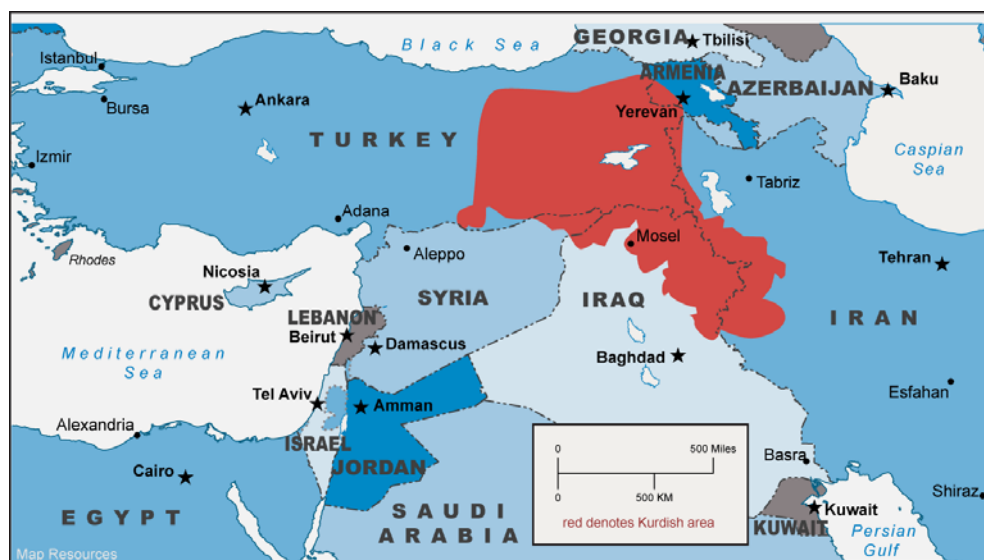 Black Sea
GEORGIA
Tbilisi
Istanbul
ARMENIA
AZERBAIJAN
Baku
Bursa
Ankara
Yerevan
TURKEY
Caspian
Sea
Izmir
Tabriz
Adana
Mosel
Rhodes
Aleppo
Nicosia
Tehran
CYPRUS
SYRIA
IRAQ
LEBANON
IRAN
Beirut
Damascus
Baghdad
Mediterranean
Sea
Esfahan
Tel Aviv
Amman
Alexandria
ISRAEL
JORDAN
Cairo
0
500 Miles
0
500 KM
red denotes Kurdish area
Basra
Shiraz
EGYPT
SAUDI
ARABIA
KUWAIT
Kuwait
Persian
Gulf
Map Resources